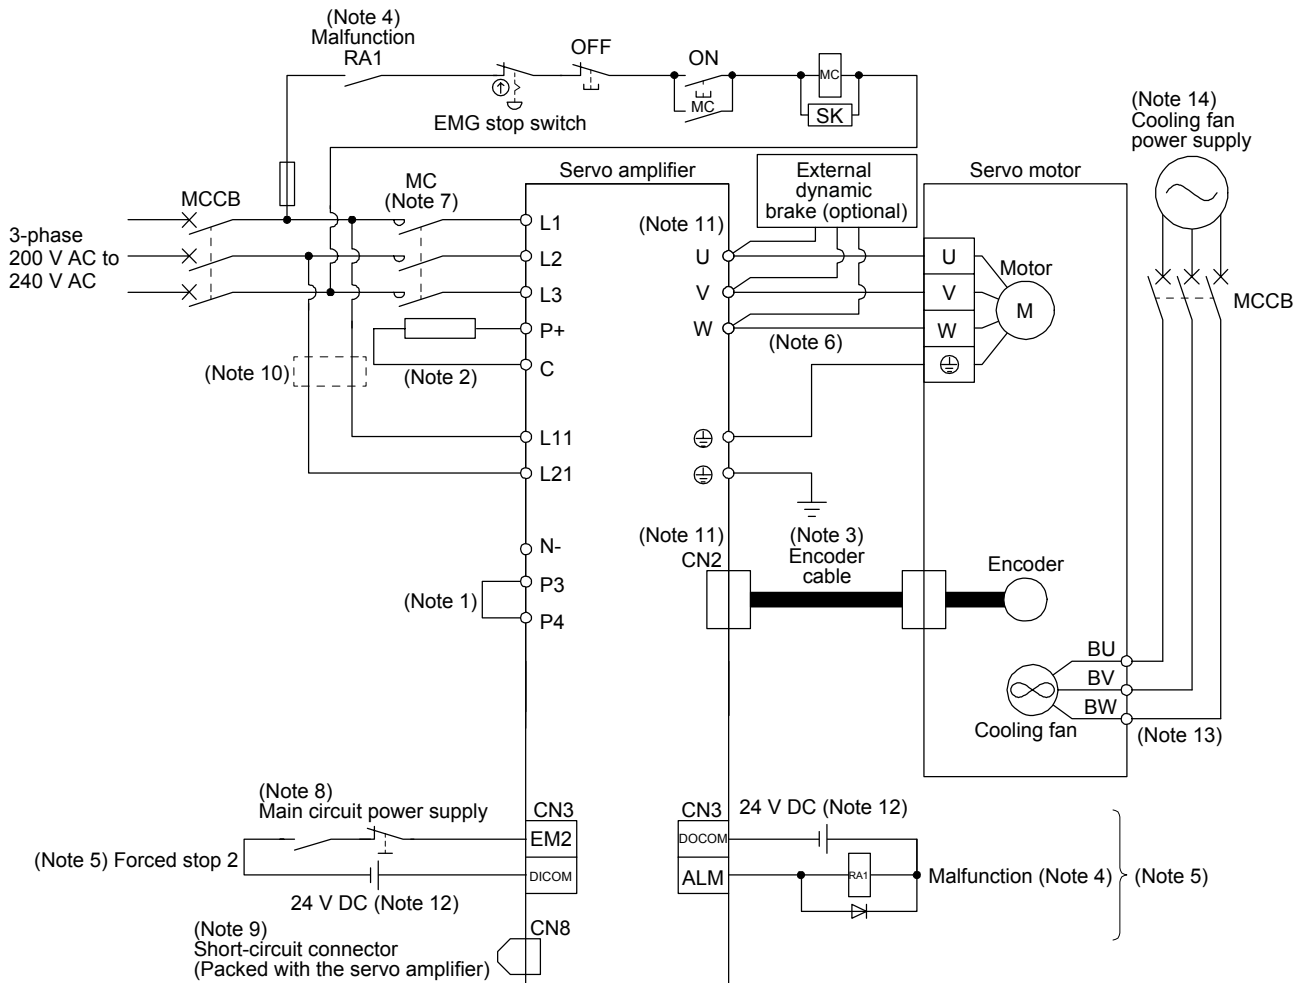 (Note 4)
Malfunction
RA1
OFF
ON
MC
MC
SK
EMG stop switch
(Note 14)
Cooling fan
power supply
MCCB
MC
(Note 7)
Servo amplifier
External
dynamic
brake (optional)
Servo motor
3-phase
200 V AC to
240 V AC
L1
L2
L3
P+
C
(Note 11)
U
V
W
(Note 6)
U
V
W
Motor
M
MCCB
(Note 10)
(Note 2)
L11
L21
N-
P3
P4
(Note 1)
(Note 11)
CN2
(Note 3)
Encoder
cable
Encoder
BU
BV
BW
Cooling fan
(Note 13)
(Note 8)
Main circuit power supply
(Note 5) Forced stop 2
24 V DC (Note 12)
CN3
EM2
DICOM
CN3
DOCOM
ALM
24 V DC (Note 12)
RA1
Malfunction (Note 4)
(Note 5)
(Note 9)
Short-circuit connector
(Packed with the servo amplifier)
CN8